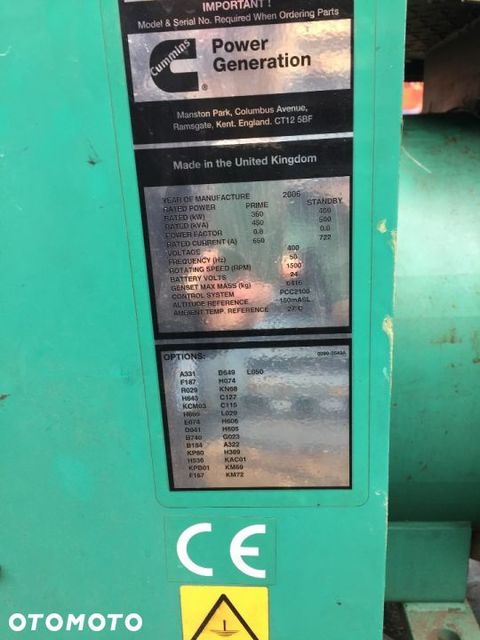 IMPORTANT !
Model & Serial No. Required When Ordering Parts
Cummins
Power
Generation
®
Manston Park, Columbus Avenue,
Ramsgate, Kent. England. CT12 5BF
Made in the United Kingdom
YEAR OF MANUFACTURE 2006
RATED POWER PRIME STANDBY
RATED (kW) 360 400
RATED (kVA) 450 500
POWER FACTOR 0.8 0.8
RATED CURRENT (A) 650 722
VOLTAGE 400
FREQUENCY (Hz) 50
ROTATING SPEED (RPM) 1500
BATTERY VOLTS 24
GENSET MAX MASS (kg)
CONTROL SYSTEM PCC2100
ALTITUDE REFERENCE 150mASL
AMBIENT TEMP. REFERENCE 27°C
OPTIONS:
A331 B649 L050
F187 H074
R029 KN68
H643 C127
KCM03 C115
L029
E074 H606
D041 H605
B740 G023
B184 A322
KP80 H389
H536 KAC01
KPD01 KM69
F167 KM72
CE
OTOMOTO